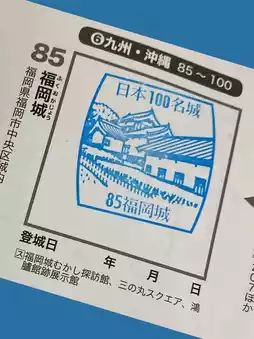 ❻九州・沖縄 85～100
85 福岡城
ふくおかじょう
福岡県福岡市中央区城内
日本100名城
85福岡城
登城日 年 月 日
㋜福岡城むかし探訪館、三の丸スクエア、鴻
臚館跡展示館